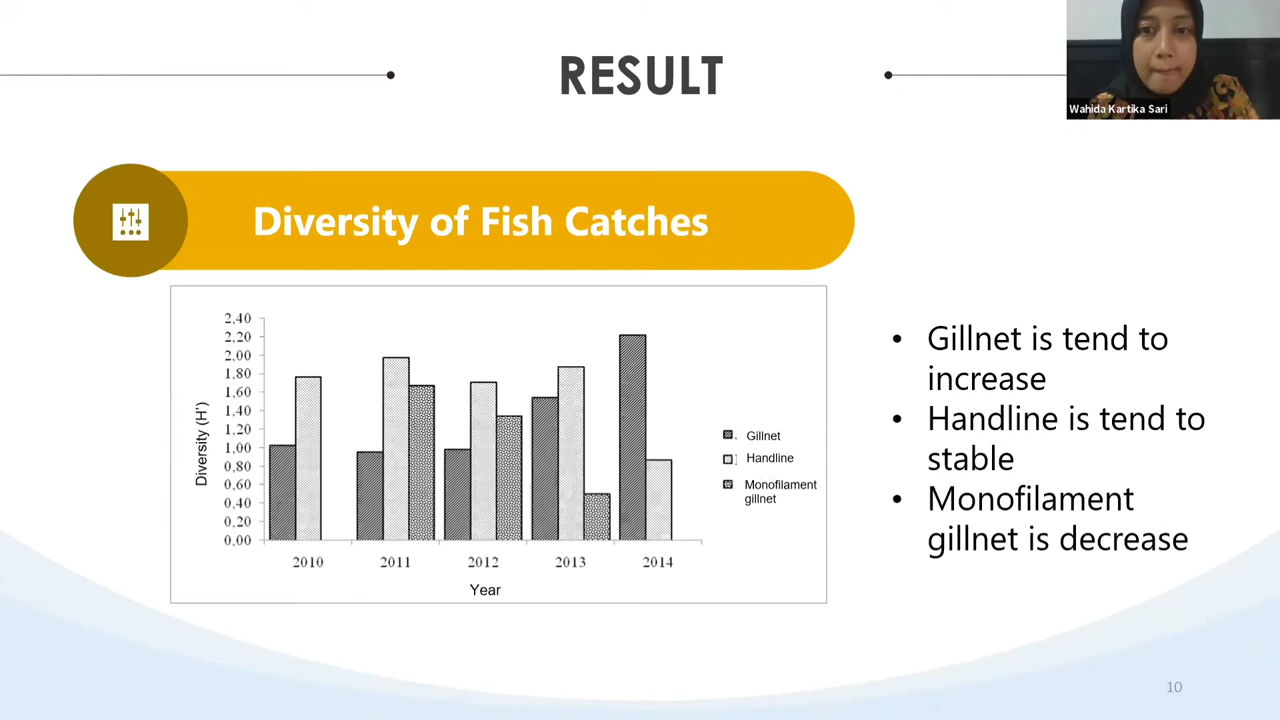 RESULT
Wahida Kartika Sari
Diversity of Fish Catches
2,40
2,20
2,00
1,80
1,60
1,40
1,20
1,00
0,80
0,60
0,40
0,20
0,00
Diversity (H')
2010 2011 2012 2013 2014
Year
Gillnet
Handline
Monofilament
gillnet
• Gillnet is tend to
increase
• Handline is tend to
stable
• Monofilament
gillnet is decrease
10